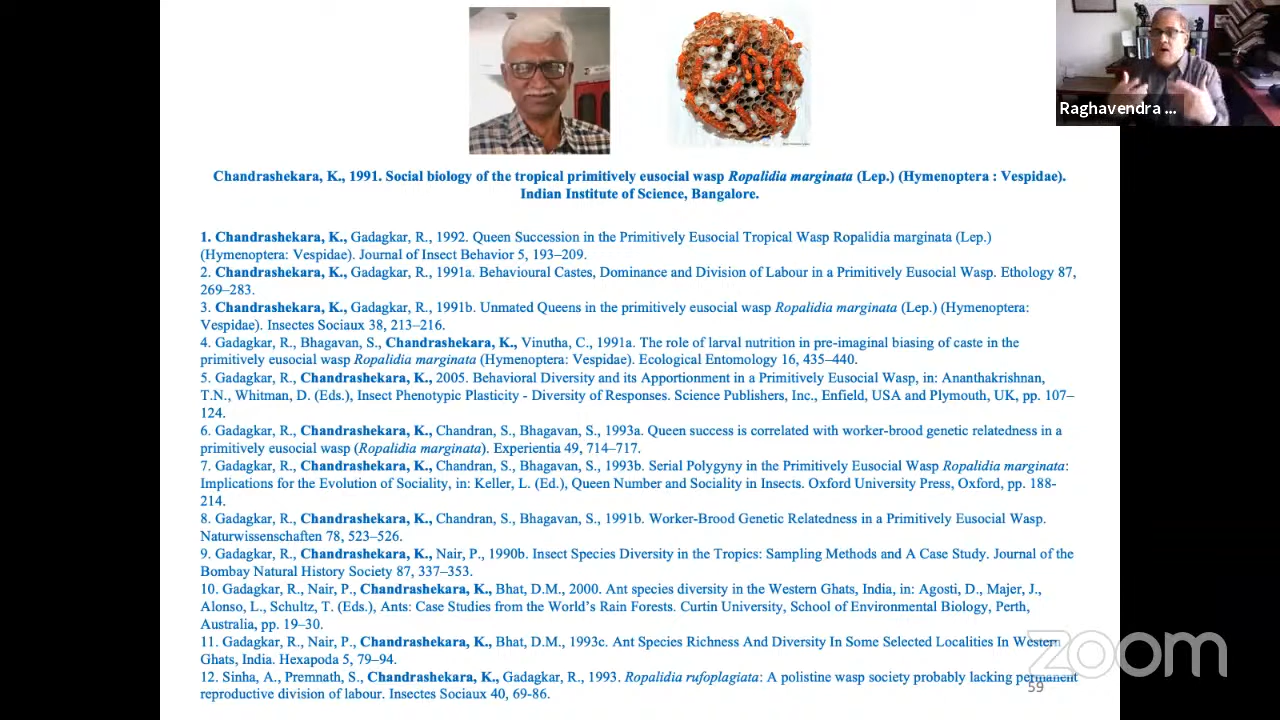 Raghavendra ...
Chandrashekara, K., 1991. Social biology of the tropical primitively eusocial wasp Ropalidia marginata (Lep.) (Hymenoptera : Vespidae).
Indian Institute of Science, Bangalore.
1. Chandrashekara, K., Gadagkar, R., 1992. Queen Succession in the Primitively Eusocial Tropical Wasp Ropalidia marginata (Lep.)
(Hymenoptera: Vespidae). Journal of Insect Behavior 5, 193–209.
2. Chandrashekara, K., Gadagkar, R., 1991a. Behavioural Castes, Dominance and Division of Labour in a Primitively Eusocial Wasp. Ethology 87,
269–283.
3. Chandrashekara, K., Gadagkar, R., 1991b. Unmated Queens in the primitively eusocial wasp Ropalidia marginata (Lep.) (Hymenoptera:
Vespidae). Insectes Sociaux 38, 213–216.
4. Gadagkar, R., Bhagavan, S., Chandrashekara, K., Vinutha, C., 1991a. The role of larval nutrition in pre-imaginal biasing of caste in the
primitively eusocial wasp Ropalidia marginata (Hymenoptera: Vespidae). Ecological Entomology 16, 435–440.
5. Gadagkar, R., Chandrashekara, K., 2005. Behavioral Diversity and its Apportionment in a Primitively Eusocial Wasp, in: Ananthakrishnan,
T.N., Whitman, D. (Eds.), Insect Phenotypic Plasticity - Diversity of Responses. Science Publishers, Inc., Enfield, USA and Plymouth, UK, pp. 107–
124.
6. Gadagkar, R., Chandrashekara, K., Chandran, S., Bhagavan, S., 1993a. Queen success is correlated with worker-brood genetic relatedness in a
primitively eusocial wasp (Ropalidia marginata). Experientia 49, 714–717.
7. Gadagkar, R., Chandrashekara, K., Chandran, S., Bhagavan, S., 1993b. Serial Polygyny in the Primitively Eusocial Wasp Ropalidia marginata:
Implications for the Evolution of Sociality, in: Keller, L. (Ed.), Queen Number and Sociality in Insects. Oxford University Press, Oxford, pp. 188-
214.
8. Gadagkar, R., Chandrashekara, K., Chandran, S., Bhagavan, S., 1991b. Worker-Brood Genetic Relatedness in a Primitively Eusocial Wasp.
Naturwissenschaften 78, 523–526.
9. Gadagkar, R., Chandrashekara, K., Nair, P., 1990b. Insect Species Diversity in the Tropics: Sampling Methods and A Case Study. Journal of the
Bombay Natural History Society 87, 337–353.
10. Gadagkar, R., Nair, P., Chandrashekara, K., Bhat, D.M., 2000. Ant species diversity in the Western Ghats, India, in: Agosti, D., Majer, J.,
Alonso, L., Schultz, T. (Eds.), Ants: Case Studies from the World's Rain Forests. Curtin University, School of Environmental Biology, Perth,
Australia, pp. 19–30.
11. Gadagkar, R., Nair, P., Chandrashekara, K., Bhat, D.M., 1993c. Ant Species Richness And Diversity In Some Selected Localities In Western
Ghats, India. Hexapoda 5, 79–94.
12. Sinha, A., Premnath, S., Chandrashekara, K., Gadagkar, R., 1993. Ropalidia rufoplagiata: A polistine wasp society probably lacking permanent
reproductive division of labour. Insectes Sociaux 40, 69-86.
59
zoom